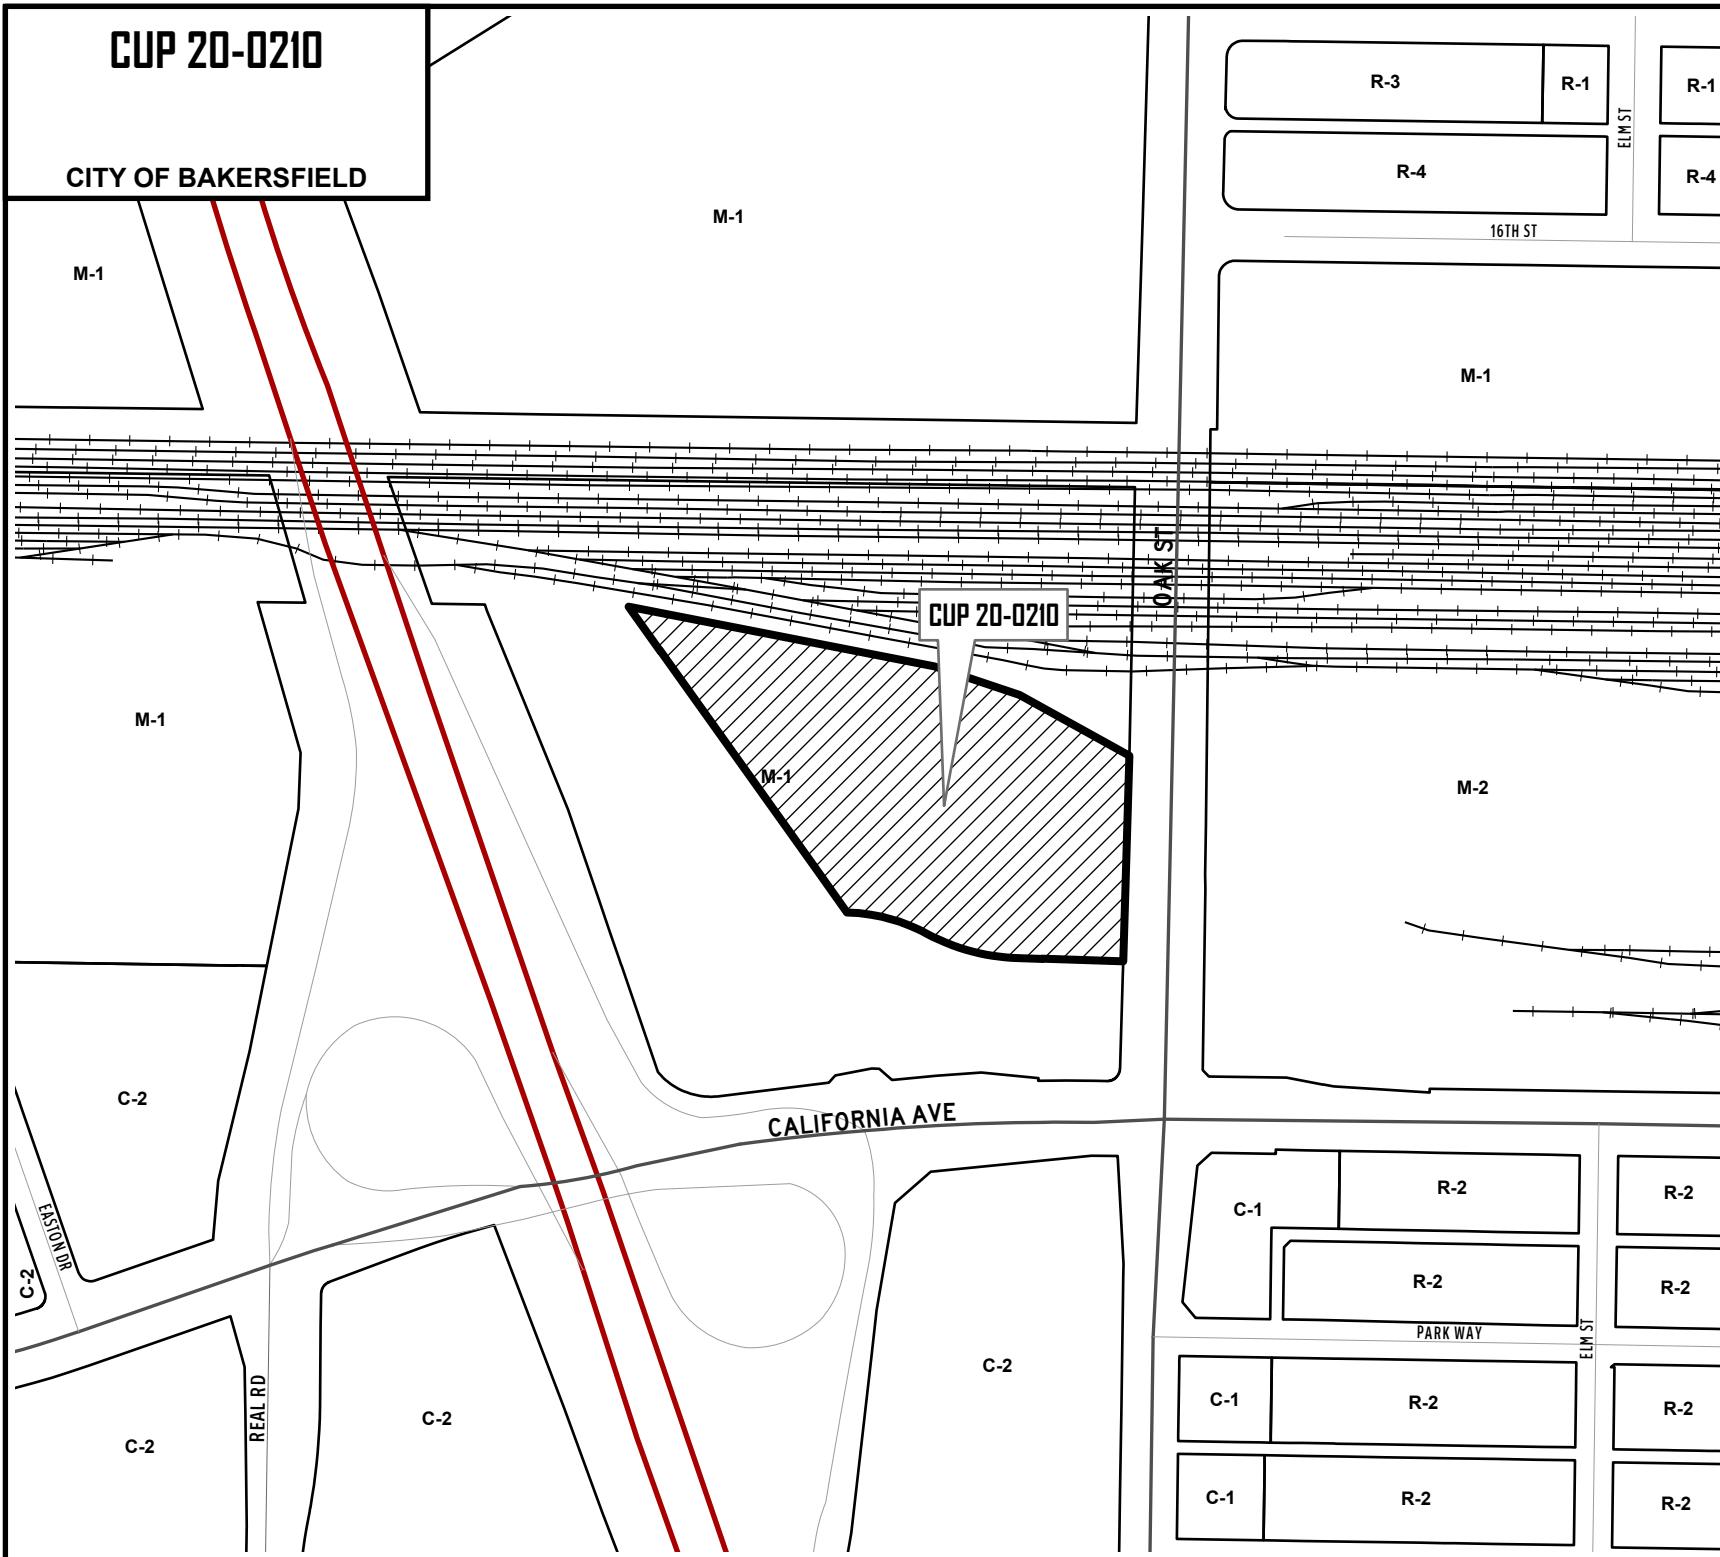 CUP 20-0210
CITY OF BAKERSFIELD
R-3
R-1
R-1
ELM ST
R-4
R-4
M-1
16TH ST
M-1
M-1
OAK ST
CUP 20-0210
M-1
M-1
M-2
C-2
CALIFORNIA AVE
R-2
R-2
C-1
EASTON DR
C-2
R-2
R-2
PARK WAY
ELM ST
C-2
REAL RD
C-2
C-2
C-1
R-2
R-2
C-1
R-2
R-2